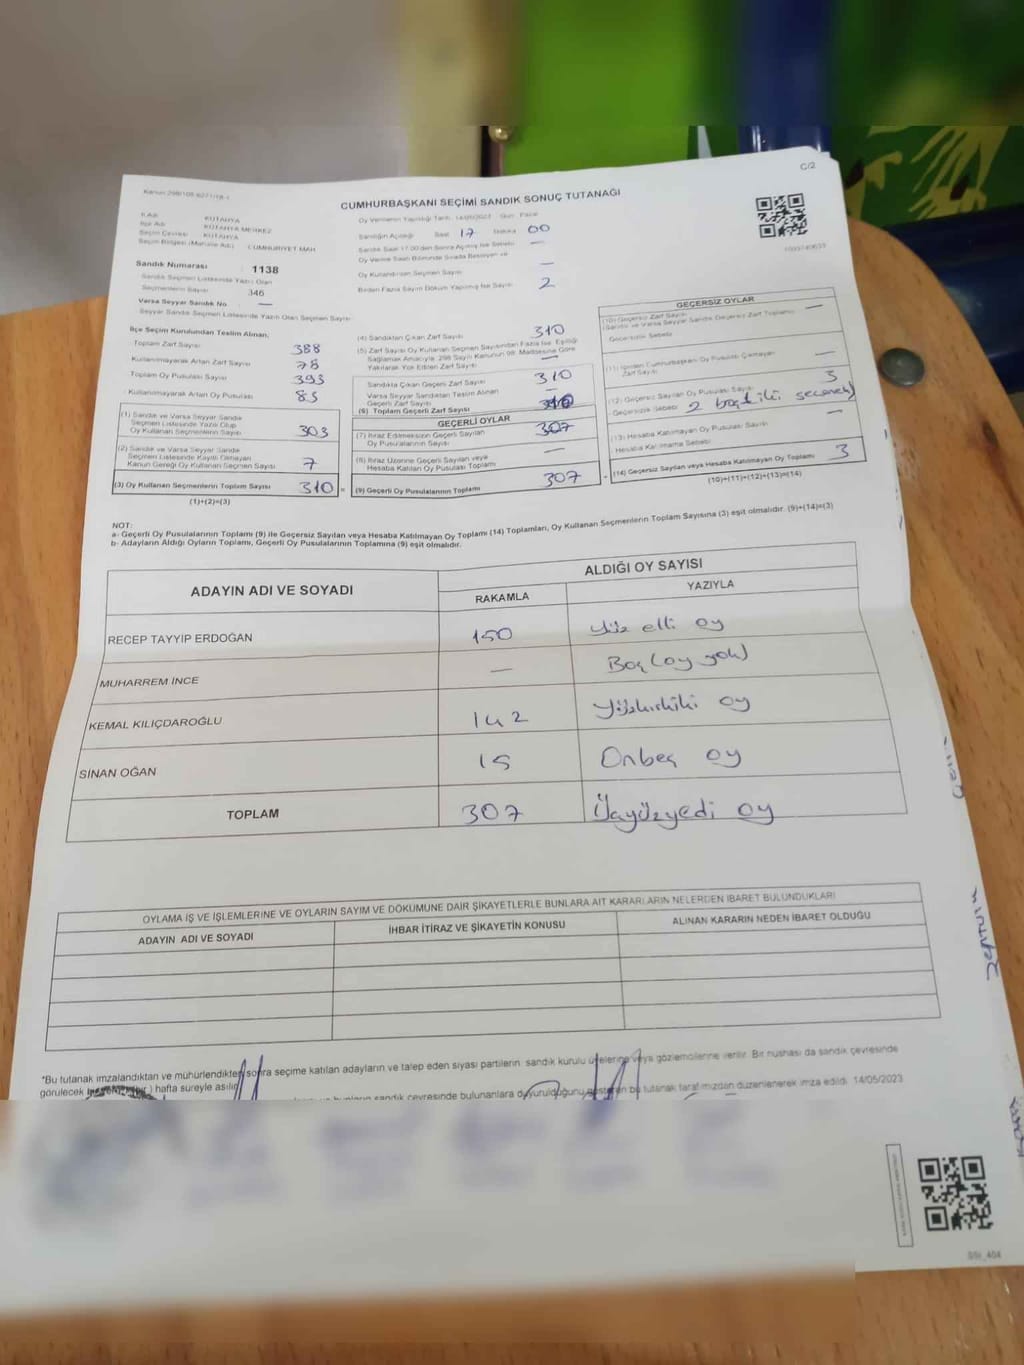 C/2
CUMHURBAŞKANI SEÇİMİ SANDIK SONUÇ TUTANAĞI
İli Adı KÜTAHYA
İlçe Adı KÜTAHYA MERKEZ
Seçim Çevresi KÜTAHYA
Seçim Bölgesi (Mahalle Adı) CUMHURİYET MAH
Sandık Numarası : 1138
Sandık Seçmen Listesinde Yazılı Olan
Seçmenlerin Sayısı 346
Varsa Seyyar Sandık No —
Seyyar Sandık Seçmen Listesinde Yazılı Olan Seçmen Sayısı
Oy Vermenin Yapıldığı Tarih : 14/05/2023 Gün : Pazar
Sandığın Açıldığı Saat 17 Dakika 00
Sandık Saat 17.00'den Sonra Açılmış İse Sebebi —
Oy Kullandırılan Seçmen Sayısı —
Birden Fazla Sayım Döküm Yapılmış İse Sayısı 2
İlçe Seçim Kurulundan Teslim Alınan,
Toplam Zarf Sayısı 388
Kullanılmayarak Artan Zarf Sayısı 78
Toplam Oy Pusulası Sayısı 393
Kullanılmayarak Artan Oy Pusulası 83
(1) Sandık ve Varsa Seyyar Sandık
Seçmen Listesinde Yazılı Olup
Oy Kullanan Seçmenlerin Sayısı 303
(2) Sandık ve Varsa Seyyar Sandık
Seçmen Listesinde Kayıtlı Olmayan
Kanun Gereği Oy Kullanan Seçmen Sayısı 7
(3) Oy Kullanan Seçmenlerin Toplam Sayısı 310
(1)+(2)=(3)
(4) Sandıktan Çıkan Zarf Sayısı 310
(5) Zarf Sayısı Oy Kullanan Seçmen Sayısından Fazla İse, Eşitliği
Sağlamak Amacıyla, 298 Sayılı Kanunun 98. Maddesine Göre
Yakılarak Yok Edilen Zarf Sayısı —
Sandıkta Çıkan Geçerli Zarf Sayısı 310
Varsa Seyyar Sandıktan Teslim Alınan
Geçerli Zarf Sayısı —
(6) Toplam Geçerli Zarf Sayısı 310
GEÇERLİ OYLAR
(7) İtiraz Edilmeksizin Geçerli Sayılan
Oy Pusulalarının Sayısı 307
(8) İtiraz Üzerine Geçerli Sayılan veya
Hesaba Katılan Oy Pusulası Toplamı —
(9) Geçerli Oy Pusulalarının Toplamı 307
GEÇERSİZ OYLAR
(10) Geçersiz Zarf Sayısı —
(Sandık ve Varsa Seyyar Sandık Geçersiz Zarf Toplamı)
Geçersizlik Sebebi
(11) İçinden Cumhurbaşkanı Oy Pusulası Çıkmayan
Zarf Sayısı —
(12) Geçersiz Sayılan Oy Pusulası Sayısı 3
Geçersizlik Sebebi 2
(13) Hesaba Katılmayan Oy Pusulası Sayısı —
Hesaba Katılmama Sebebi
(14) Geçersiz Sayılan veya Hesaba Katılmayan Oy Toplamı 3
(10)+(11)+(12)+(13)=(14)
NOT:
a- Geçerli Oy Pusulalarının Toplamı (9) ile Geçersiz Sayılan veya Hesaba Katılmayan Oy Toplamı (14) Toplamları, Oy Kullanan Seçmenlerin Toplam Sayısına (3) eşit olmalıdır. (9)+(14)=(3)
b- Adayların Aldığı Oyların Toplamı, Geçerli Oy Pusulalarının Toplamına (9) eşit olmalıdır.
ADAYIN ADI VE SOYADI ALDIĞI OY SAYISI
RAKAMLA YAZIYLA
RECEP TAYYİP ERDOĞAN 150 Yüz elli oy
MUHARREM İNCE — Boş (oy yok)
KEMAL KILIÇDAROĞLU 142 Yüzkırkiki oy
SİNAN OĞAN 15 Onbeş oy
TOPLAM 307 Üçyüzyedi oy
OYLAMA İŞ VE İŞLEMLERİNE VE OYLARIN SAYIM VE DÖKÜMÜNE DAİR ŞİKAYETLERLE BUNLARA AİT KARARLARIN NELERDEN İBARET BULUNDUKLARI
ADAYIN ADI VE SOYADI İHBAR İTİRAZ VE ŞİKAYETİN KONUSU ALINAN KARARIN NEDEN İBARET OLDUĞU
*Bu tutanak imzalandıktan ve mühürlendikten sonra seçime katılan adayların ve talep eden siyasi partilerin sandık kurulu üyelerine veya gözlemcilerine verilir. Bir nüshası da sandık çevresinde
görülecek hafta süreyle asılır.
sandık çevresinde bulunanlara duyurulduğunu gösteren bu tutanak tarafımızdan düzenlenerek imza edildi. 14/05/2023
SSI_404